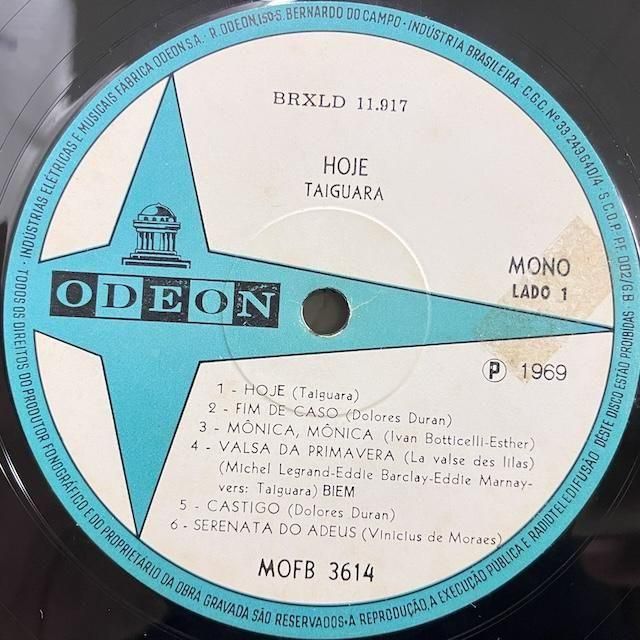 INDÚSTRIAS ELÉTRICAS E MUSICAIS FÁBRICA ODEON S.A. - R. ODEON, 150 S. BERNARDO DO CAMPO - INDÚSTRIA BRASILEIRA - C.G.C. Nº 33.249.640/4 - S.C.D.P. - P.F.
BRXLD 11.917
HOJE
TAIGUARA
MONO
LADO 1
ODEON
P 1969
1 - HOJE (Taiguara)
2 - FIM DE CASO (Dolores Duran)
3 - MÔNICA, MÔNICA (Ivan Botticelli-Esther)
4 - VALSA DA PRIMAVERA (La valse des lilas)
(Michel Legrand-Eddie Barclay-Eddie Marnay-
vers: Taiguara) BIEM
5 - CASTIGO (Dolores Duran)
6 - SERENATA DO ADEUS (Vinicius de Moraes)
MOFB 3614
TODOS OS DIREITOS DO PRODUTOR FONOGRÁFICO E DO PROPRIETÁRIO DA OBRA GRAVADA SÃO RESERVADOS - A REPRODUÇÃO, A EXECUÇÃO PÚBLICA E RADIOTELEDIFUSÃO DESTE DISCO ESTÃO PROIBIDAS